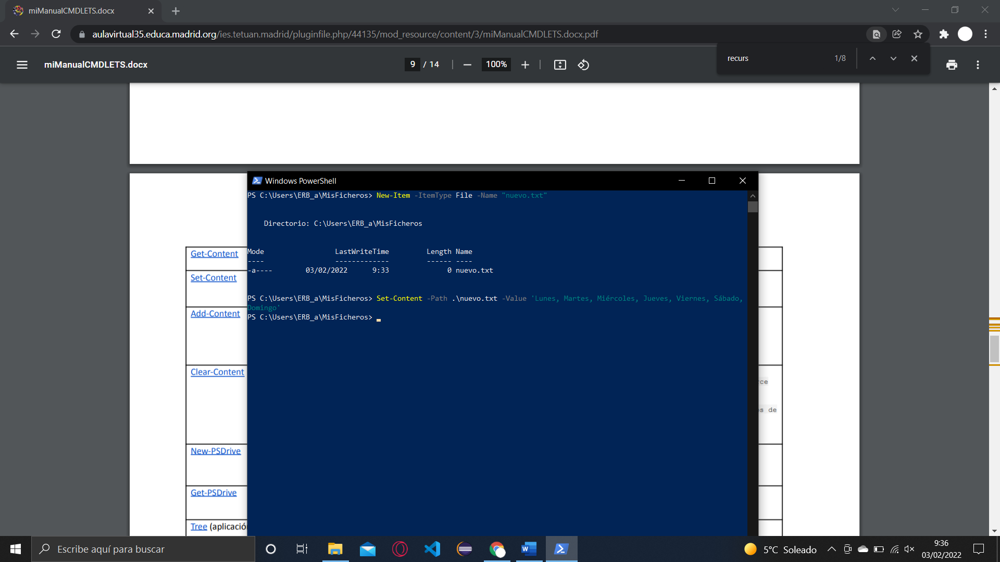 miManualCMDLETS.docx
aulavirtual35.educa.madrid.org/ies.tetuan.madrid/pluginfile.php/44135/mod_resource/content/3/miManualCMDLETS.docx.pdf
miManualCMDLETS.docx
9 / 14
100%
recurs
1/8
Windows PowerShell
PS C:\Users\ERB_a\MisFicheros> New-Item -ItemType File -Name "nuevo.txt"
Directorio: C:\Users\ERB_a\MisFicheros
Mode LastWriteTime Length Name
---- ------------- ------ ----
-a---- 03/02/2022 9:33 0 nuevo.txt
PS C:\Users\ERB_a\MisFicheros> Set-Content -Path .\nuevo.txt -Value 'Lunes, Martes, Miércoles, Jueves, Viernes, Sábado,
Domingo'
PS C:\Users\ERB_a\MisFicheros>
Get-Content
Set-Content
Add-Content
Clear-Content
rce
os de
New-PSDrive
Get-PSDrive
Tree (aplicación
Escribe aquí para buscar
5°C Soleado
9:36
03/02/2022